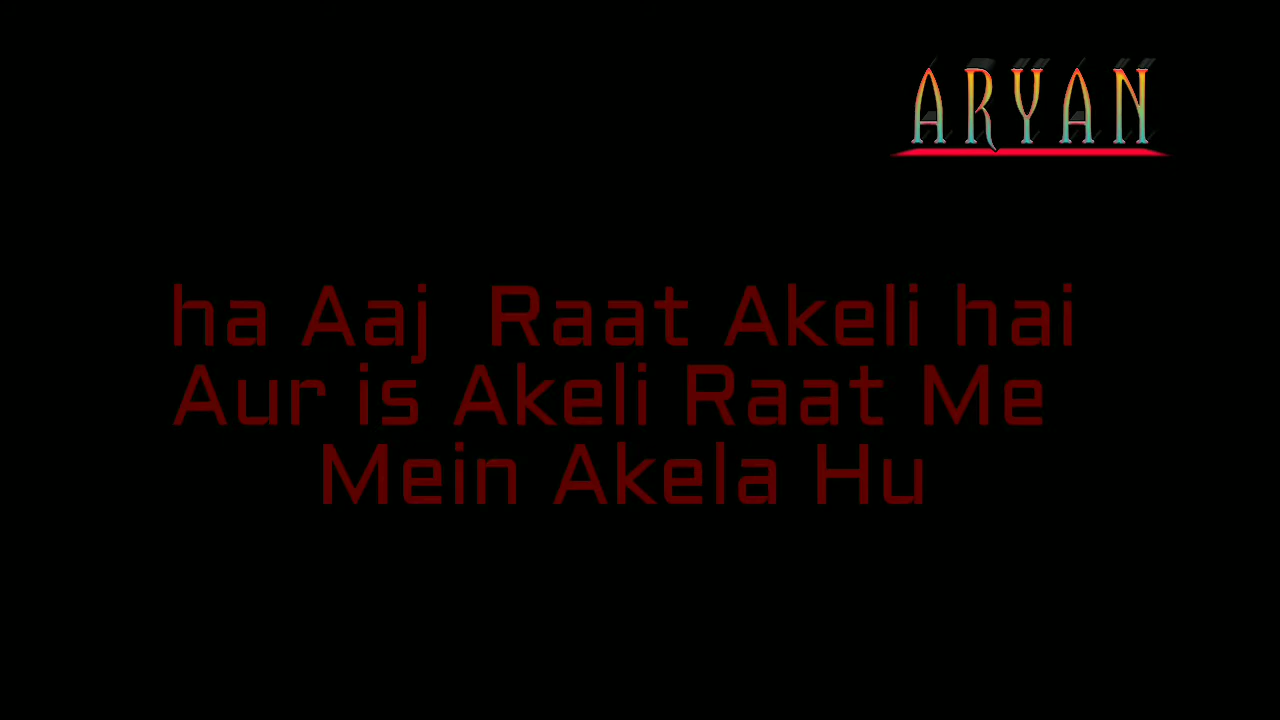 ARYAN
ha Aaj Raat Akeli hai
Aur is Akeli Raat Me
Mein Akela Hu